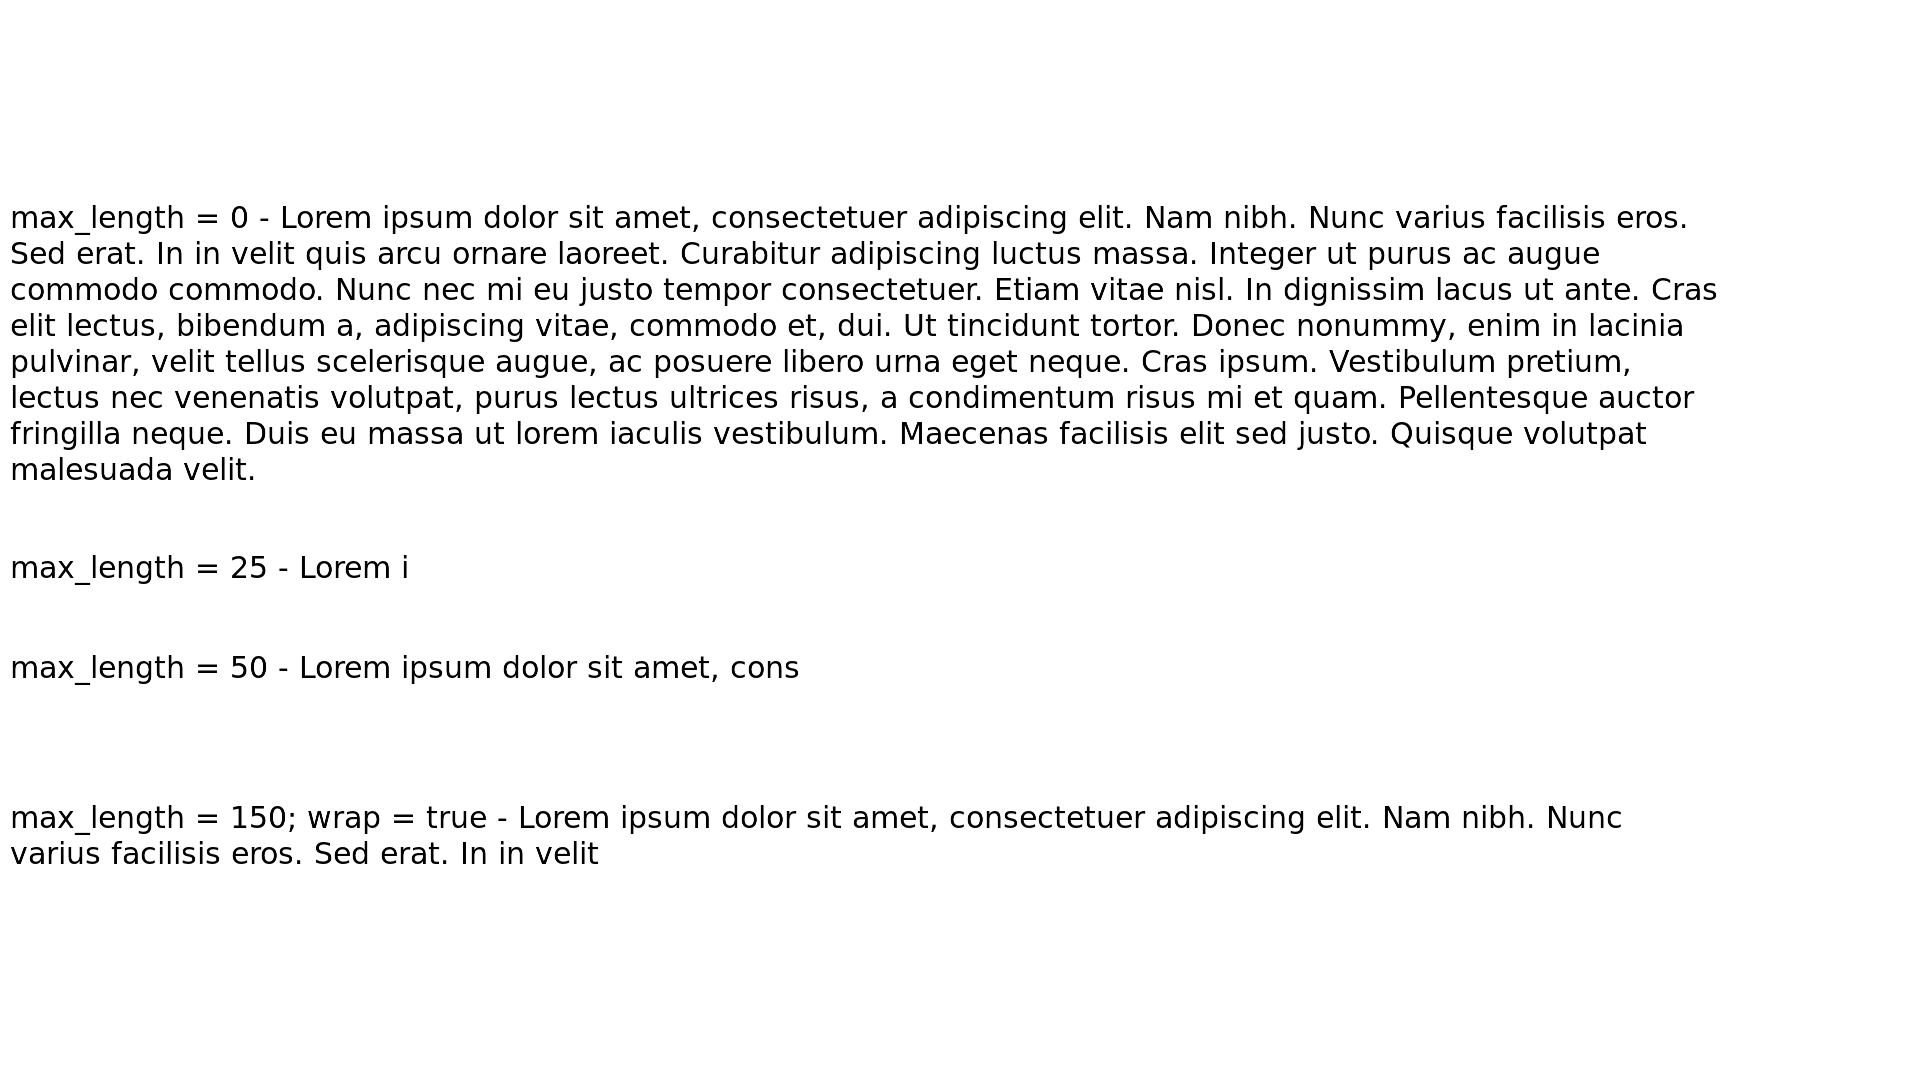 max_length = 0 - Lorem ipsum dolor sit amet, consectetuer adipiscing elit. Nam nibh. Nunc varius facilisis eros.
Sed erat. In in velit quis arcu ornare laoreet. Curabitur adipiscing luctus massa. Integer ut purus ac augue
commodo commodo. Nunc nec mi eu justo tempor consectetuer. Etiam vitae nisl. In dignissim lacus ut ante. Cras
elit lectus, bibendum a, adipiscing vitae, commodo et, dui. Ut tincidunt tortor. Donec nonummy, enim in lacinia
pulvinar, velit tellus scelerisque augue, ac posuere libero urna eget neque. Cras ipsum. Vestibulum pretium,
lectus nec venenatis volutpat, purus lectus ultrices risus, a condimentum risus mi et quam. Pellentesque auctor
fringilla neque. Duis eu massa ut lorem iaculis vestibulum. Maecenas facilisis elit sed justo. Quisque volutpat
malesuada velit.
max_length = 25 - Lorem i
max_length = 50 - Lorem ipsum dolor sit amet, cons
max_length = 150; wrap = true - Lorem ipsum dolor sit amet, consectetuer adipiscing elit. Nam nibh. Nunc
varius facilisis eros. Sed erat. In in velit